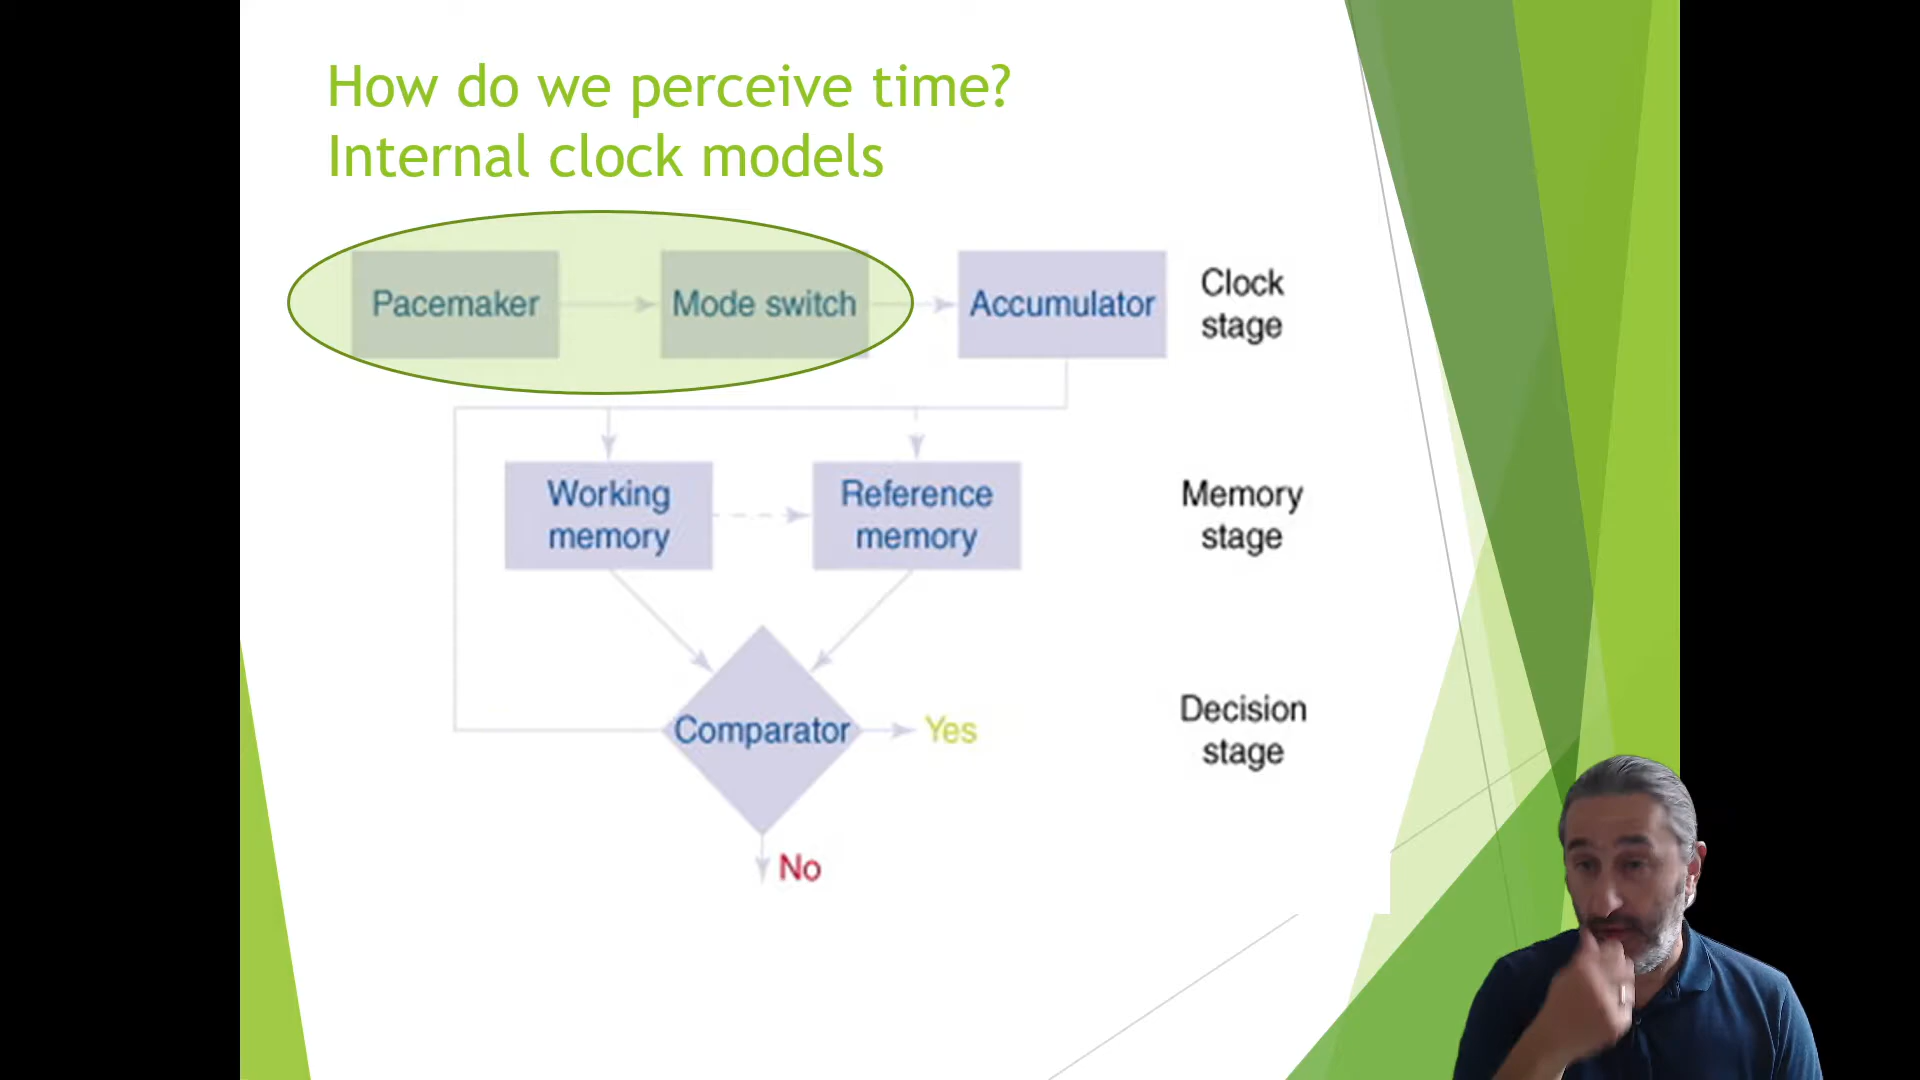 How do we perceive time?
Internal clock models
Pacemaker
Mode switch
Accumulator
Clock
stage
Working
memory
Reference
memory
Memory
stage
Comparator
Yes
Decision
stage
No